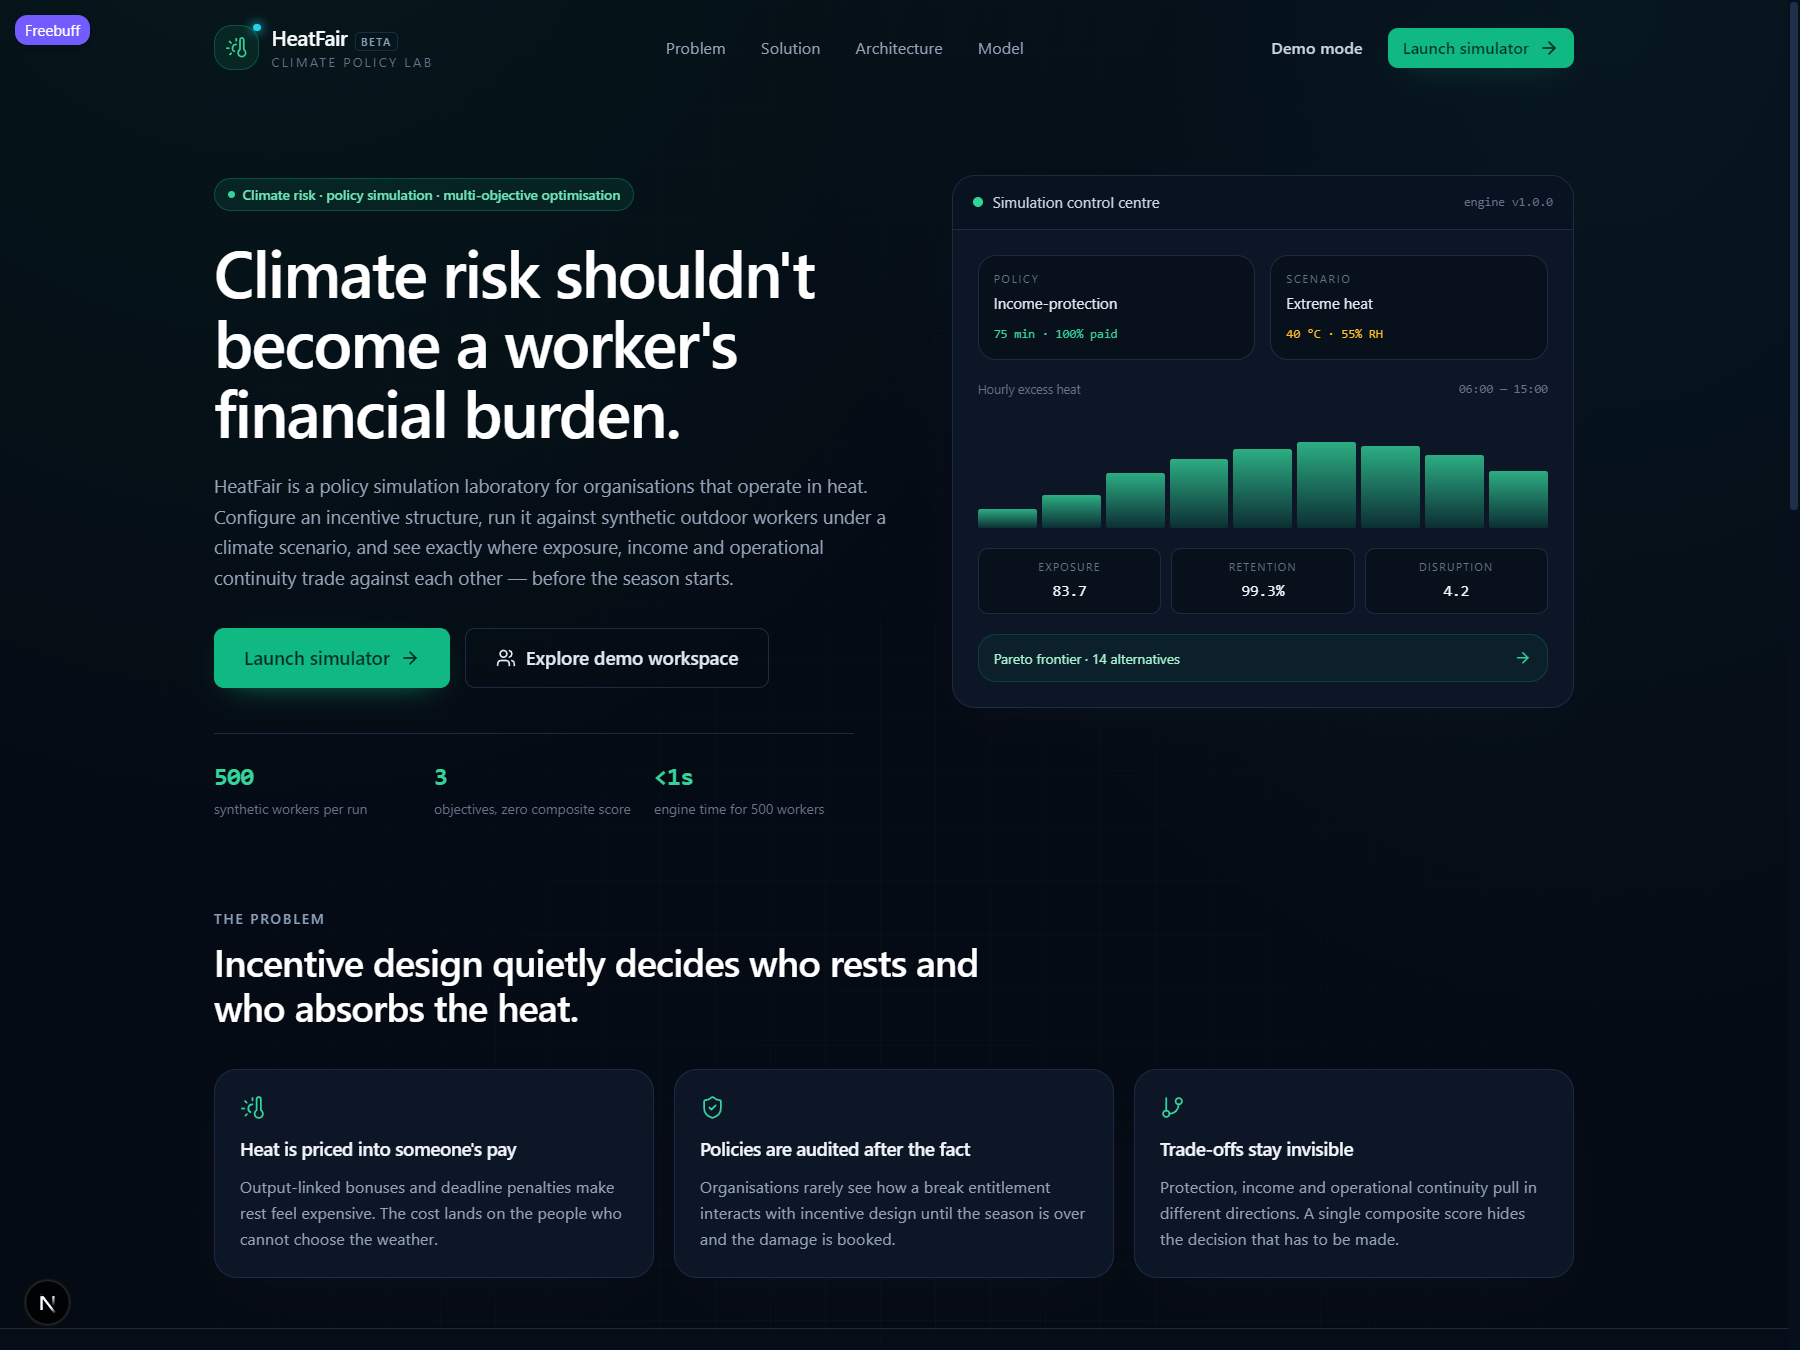 Freebuff
HeatFair BETA
CLIMATE POLICY LAB
Problem
Solution
Architecture
Model
Demo mode
Launch simulator
Climate risk · policy simulation · multi-objective optimisation
Climate risk shouldn't
become a worker's
financial burden.
HeatFair is a policy simulation laboratory for organisations that operate in heat.
Configure an incentive structure, run it against synthetic outdoor workers under a
climate scenario, and see exactly where exposure, income and operational
continuity trade against each other — before the season starts.
Launch simulator
Explore demo workspace
500
synthetic workers per run
3
objectives, zero composite score
<1s
engine time for 500 workers
Simulation control centre
engine v1.0.0
POLICY
Income-protection
75 min · 100% paid
SCENARIO
Extreme heat
40 °C · 55% RH
Hourly excess heat
06:00 — 15:00
EXPOSURE
83.7
RETENTION
99.3%
DISRUPTION
4.2
Pareto frontier · 14 alternatives
THE PROBLEM
Incentive design quietly decides who rests and
who absorbs the heat.
Heat is priced into someone's pay
Output-linked bonuses and deadline penalties make
rest feel expensive. The cost lands on the people who
cannot choose the weather.
Policies are audited after the fact
Organisations rarely see how a break entitlement
interacts with incentive design until the season is over
and the damage is booked.
Trade-offs stay invisible
Protection, income and operational continuity pull in
different directions. A single composite score hides
the decision that has to be made.
N